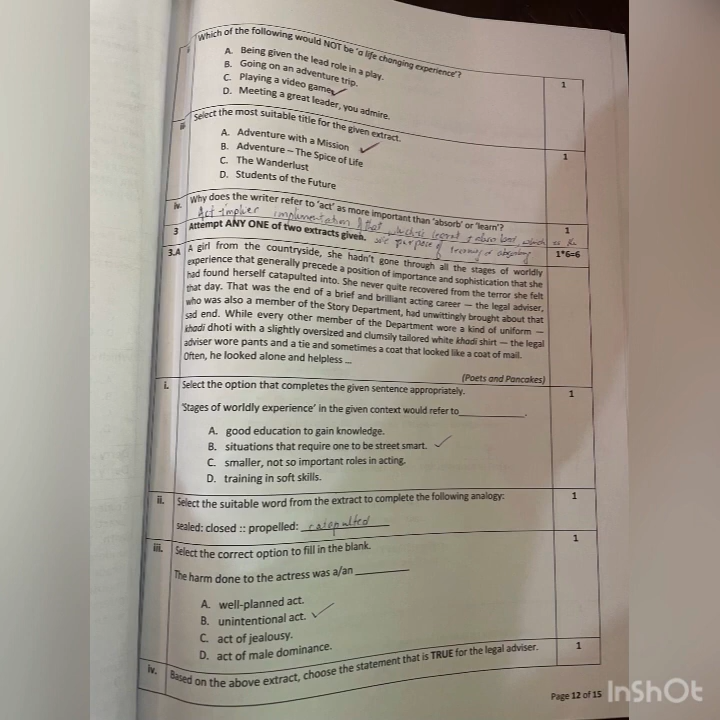 i Which of the following would NOT be 'a life changing experience'? 1
A. Being given the lead role in a play.
B. Going on an adventure trip.
C. Playing a video game.
D. Meeting a great leader, you admire.
iii Select the most suitable title for the given extract. 1
A. Adventure with a Mission
B. Adventure – The Spice of Life
C. The Wanderlust
D. Students of the Future
iv. Why does the writer refer to 'act' as more important than 'absorb' or 'learn'? 1
Act implies implementation of that which is learnt & absorbed, which is the
3 Attempt ANY ONE of two extracts given. purpose of learning or absorbing 1*6=6
3.A A girl from the countryside, she hadn't gone through all the stages of worldly
experience that generally precede a position of importance and sophistication that she
had found herself catapulted into. She never quite recovered from the terror she felt
that day. That was the end of a brief and brilliant acting career — the legal adviser,
who was also a member of the Story Department, had unwittingly brought about that
sad end. While every other member of the Department wore a kind of uniform —
khadi dhoti with a slightly oversized and clumsily tailored white khadi shirt — the legal
adviser wore pants and a tie and sometimes a coat that looked like a coat of mail.
Often, he looked alone and helpless ...
(Poets and Pancakes)
i. Select the option that completes the given sentence appropriately. 1
'Stages of worldly experience' in the given context would refer to____________.
A. good education to gain knowledge.
B. situations that require one to be street smart.
C. smaller, not so important roles in acting.
D. training in soft skills.
ii. Select the suitable word from the extract to complete the following analogy: 1
sealed: closed :: propelled: catapulted
iii. Select the correct option to fill in the blank. 1
The harm done to the actress was a/an __________
A. well-planned act.
B. unintentional act.
C. act of jealousy.
D. act of male dominance.
iv. Based on the above extract, choose the statement that is TRUE for the legal adviser. 1
Page 12 of 15
InShOt